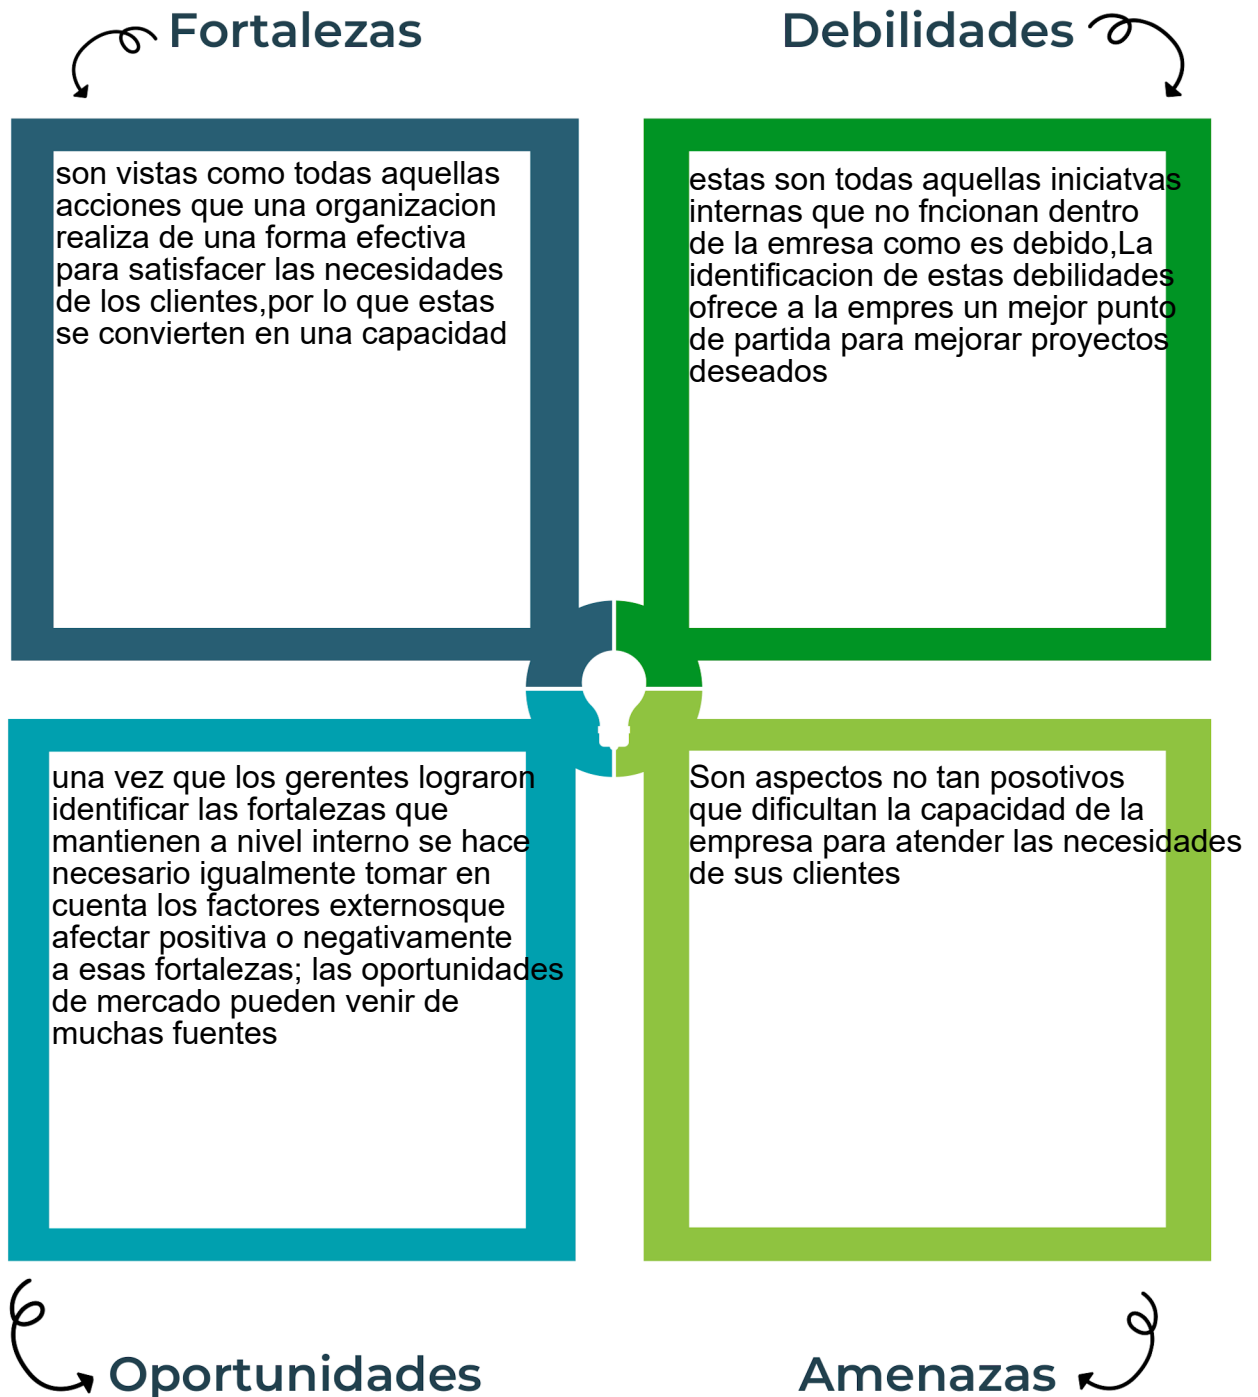 Fortalezas
son vistas como todas aquellas
acciones que una organizacion
realiza de una forma efectiva
para satisfacer las necesidades
de los clientes,por lo que estas
se convierten en una capacidad
Debilidades
estas son todas aquellas iniciatvas
internas que no fncionan dentro
de la emresa como es debido,La
identificacion de estas debilidades
ofrece a la empres un mejor punto
de partida para mejorar proyectos
deseados
una vez que los gerentes lograron
identificar las fortalezas que
mantienen a nivel interno se hace
necesario igualmente tomar en
cuenta los factores externosque
afectar positiva o negativamente
a esas fortalezas; las oportunidades
de mercado pueden venir de
muchas fuentes
Oportunidades
Son aspectos no tan posotivos
que dificultan la capacidad de la
empresa para atender las necesidades
de sus clientes
Amenazas